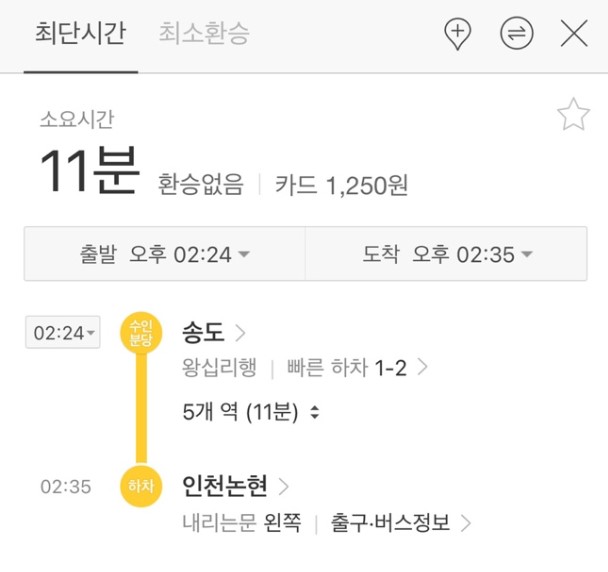 최단시간 최소환승
소요시간
11분 환승없음 카드 1,250원
출발 오후 02:24 도착 오후 02:35
02:24 수인분당 송도
왕십리행 빠른 하차 1-2
5개 역 (11분)
02:35 하차 인천논현
내리는문 왼쪽 출구·버스정보